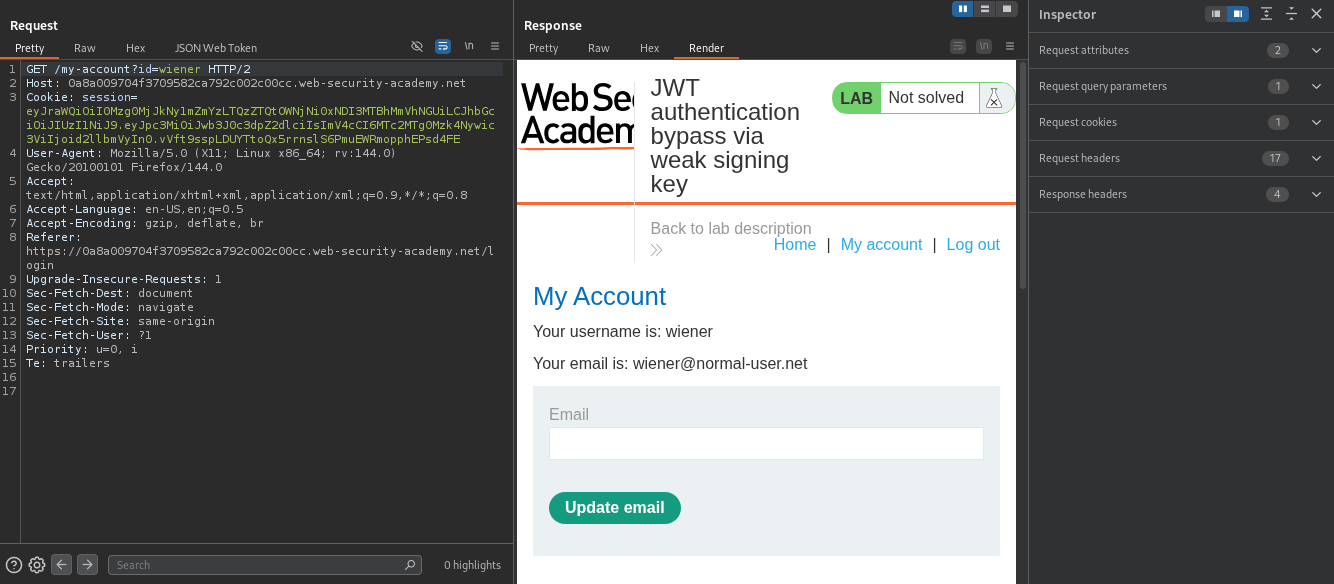 Request
Pretty Raw Hex JSON Web Token \n
1 GET /my-account?id=wiener HTTP/2
2 Host: 0a8a009704f3709582ca792c002c00cc.web-security-academy.net
3 Cookie: session=
eyJraWQiOiI0Mzg0MjJkNy1mZmYzLTQzZTQtOWNjNi0xNDI3MTBhMmVhNGUiLCJhbGc
iOiJIUzI1NiJ9.eyJpc3MiOiJwb3J0c3dpZ2dlciIsImV4cCI6MTc2MTg0Mzk4Nywic
3ViIjoid2llbmVyIn0.vVft9sspLDUYTtoQx5rrnslS6PmuEWRmopphEPsd4FE
4 User-Agent: Mozilla/5.0 (X11; Linux x86_64; rv:144.0)
Gecko/20100101 Firefox/144.0
5 Accept:
text/html,application/xhtml+xml,application/xml;q=0.9,*/*;q=0.8
6 Accept-Language: en-US,en;q=0.5
7 Accept-Encoding: gzip, deflate, br
8 Referer:
https://0a8a009704f3709582ca792c002c00cc.web-security-academy.net/l
ogin
9 Upgrade-Insecure-Requests: 1
10 Sec-Fetch-Dest: document
11 Sec-Fetch-Mode: navigate
12 Sec-Fetch-Site: same-origin
13 Sec-Fetch-User: ?1
14 Priority: u=0, i
15 Te: trailers
16
17
Search
0 highlights
Response
Pretty Raw Hex Render \n
Web Sec
Academ
JWT
authentication
bypass via
weak signing
key
LAB Not solved
Back to lab description
Home | My account | Log out
My Account
Your username is: wiener
Your email is: wiener@normal-user.net
Email
Update email
Inspector
Request attributes 2
Request query parameters 1
Request cookies 1
Request headers 17
Response headers 4